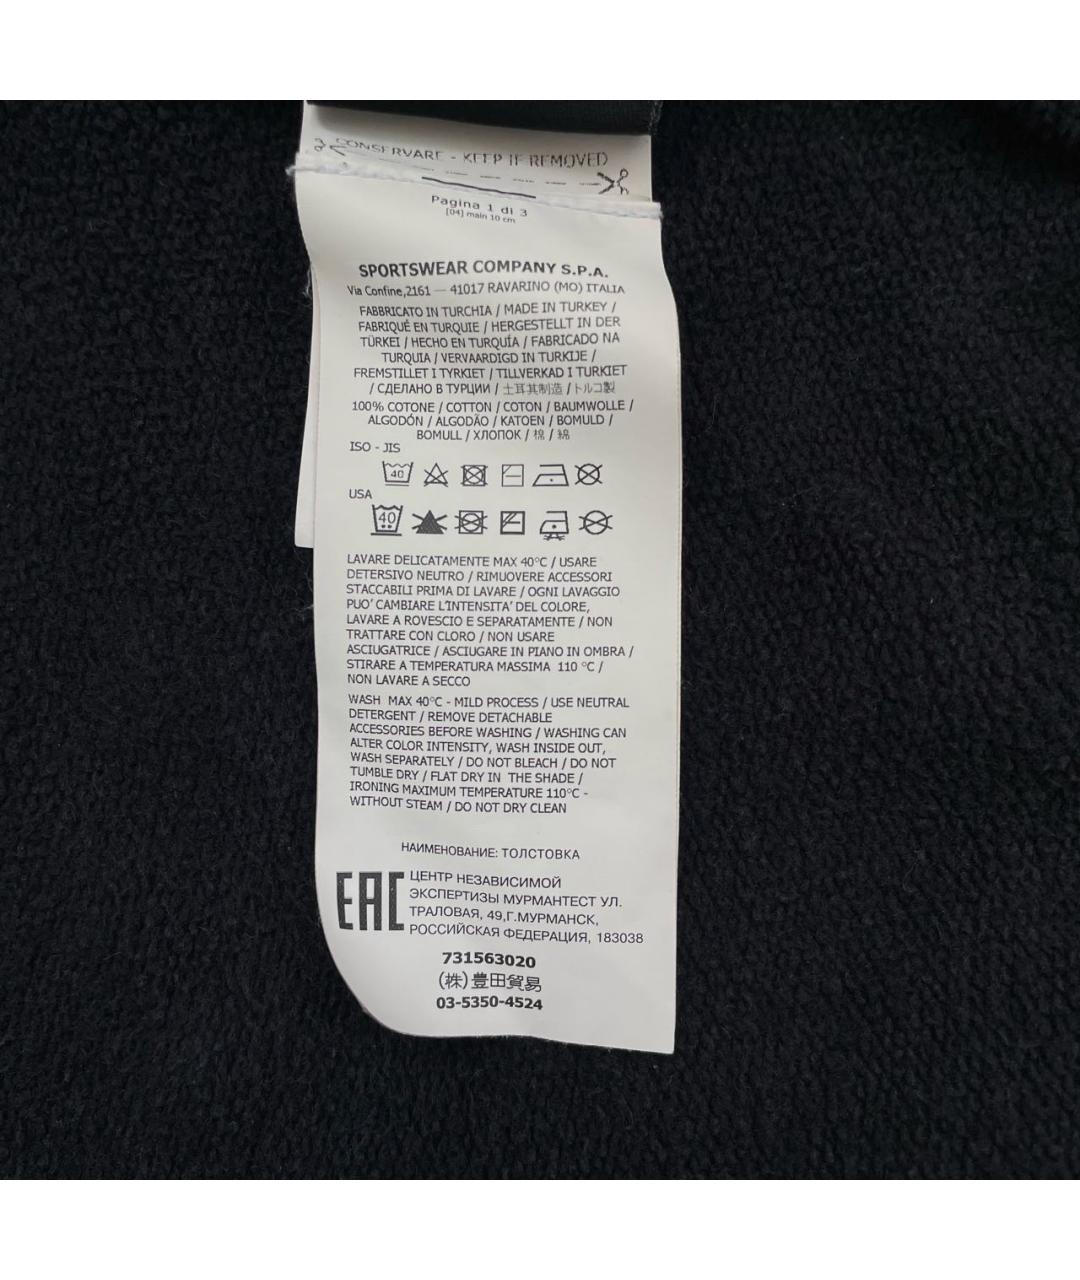 CONSERVARE - KEEP IF REMOVED
Pagina 1 di 3
[04] main 10 cm
SPORTSWEAR COMPANY S.P.A.
Via Confine,2161 — 41017 RAVARINO (MO) ITALIA
FABBRICATO IN TURCHIA / MADE IN TURKEY /
FABRIQUÉ EN TURQUIE / HERGESTELLT IN DER
TÜRKEI / HECHO EN TURQUÍA / FABRICADO NA
TURQUIA / VERVAARDIGD IN TURKIJE /
FREMSTILLET I TYRKIET / TILLVERKAD I TURKIET
/ СДЕЛАНО В ТУРЦИИ / 土耳其制造 / トルコ製
100% COTONE / COTTON / COTON / BAUMWOLLE /
ALGODÓN / ALGODÃO / KATOEN / BOMULD /
BOMULL / ХЛОПОК / 棉 / 綿
ISO - JIS
40
USA
40
LAVARE DELICATAMENTE MAX 40°C / USARE
DETERSIVO NEUTRO / RIMUOVERE ACCESSORI
STACCABILI PRIMA DI LAVARE / OGNI LAVAGGIO
PUO' CAMBIARE L'INTENSITA' DEL COLORE,
LAVARE A ROVESCIO E SEPARATAMENTE / NON
TRATTARE CON CLORO / NON USARE
ASCIUGATRICE / ASCIUGARE IN PIANO IN OMBRA /
STIRARE A TEMPERATURA MASSIMA 110 °C /
NON LAVARE A SECCO
WASH MAX 40°C - MILD PROCESS / USE NEUTRAL
DETERGENT / REMOVE DETACHABLE
ACCESSORIES BEFORE WASHING / WASHING CAN
ALTER COLOR INTENSITY, WASH INSIDE OUT,
WASH SEPARATELY / DO NOT BLEACH / DO NOT
TUMBLE DRY / FLAT DRY IN THE SHADE /
IRONING MAXIMUM TEMPERATURE 110°C -
WITHOUT STEAM / DO NOT DRY CLEAN
НАИМЕНОВАНИЕ: ТОЛСТОВКА
EAC
ЦЕНТР НЕЗАВИСИМОЙ
ЭКСПЕРТИЗЫ МУРМАНТЕСТ УЛ.
ТРАЛОВАЯ, 49,Г.МУРМАНСК,
РОССИЙСКАЯ ФЕДЕРАЦИЯ, 183038
731563020
(株)豊田貿易
03-5350-4524